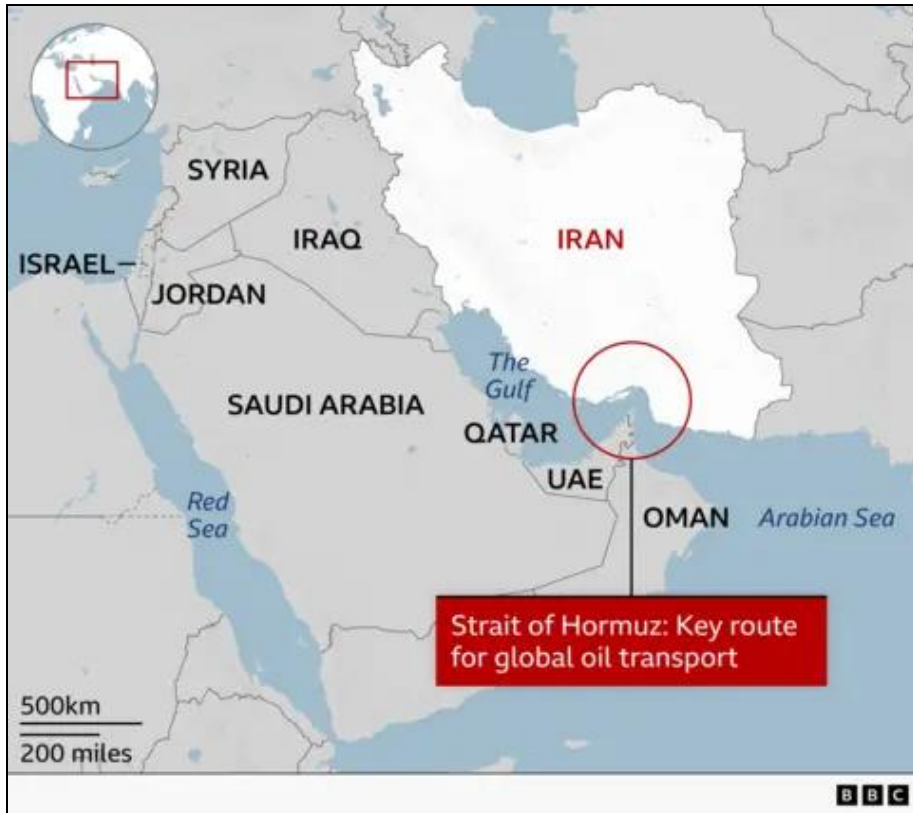 SYRIA
ISRAEL
IRAQ
IRAN
JORDAN
The
Gulf
SAUDI ARABIA
QATAR
UAE
Red
Sea
OMAN
Arabian Sea
Strait of Hormuz: Key route
for global oil transport
500km
200 miles
BBC